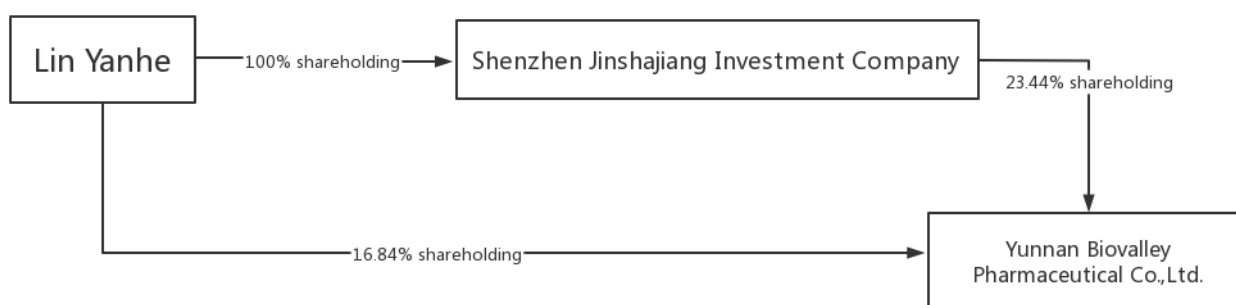 Lin Yanhe
100% shareholding
Shenzhen Jinshajiang Investment Company
23.44% shareholding
16.84% shareholding
Yunnan Biovalley
Pharmaceutical Co.,Ltd.